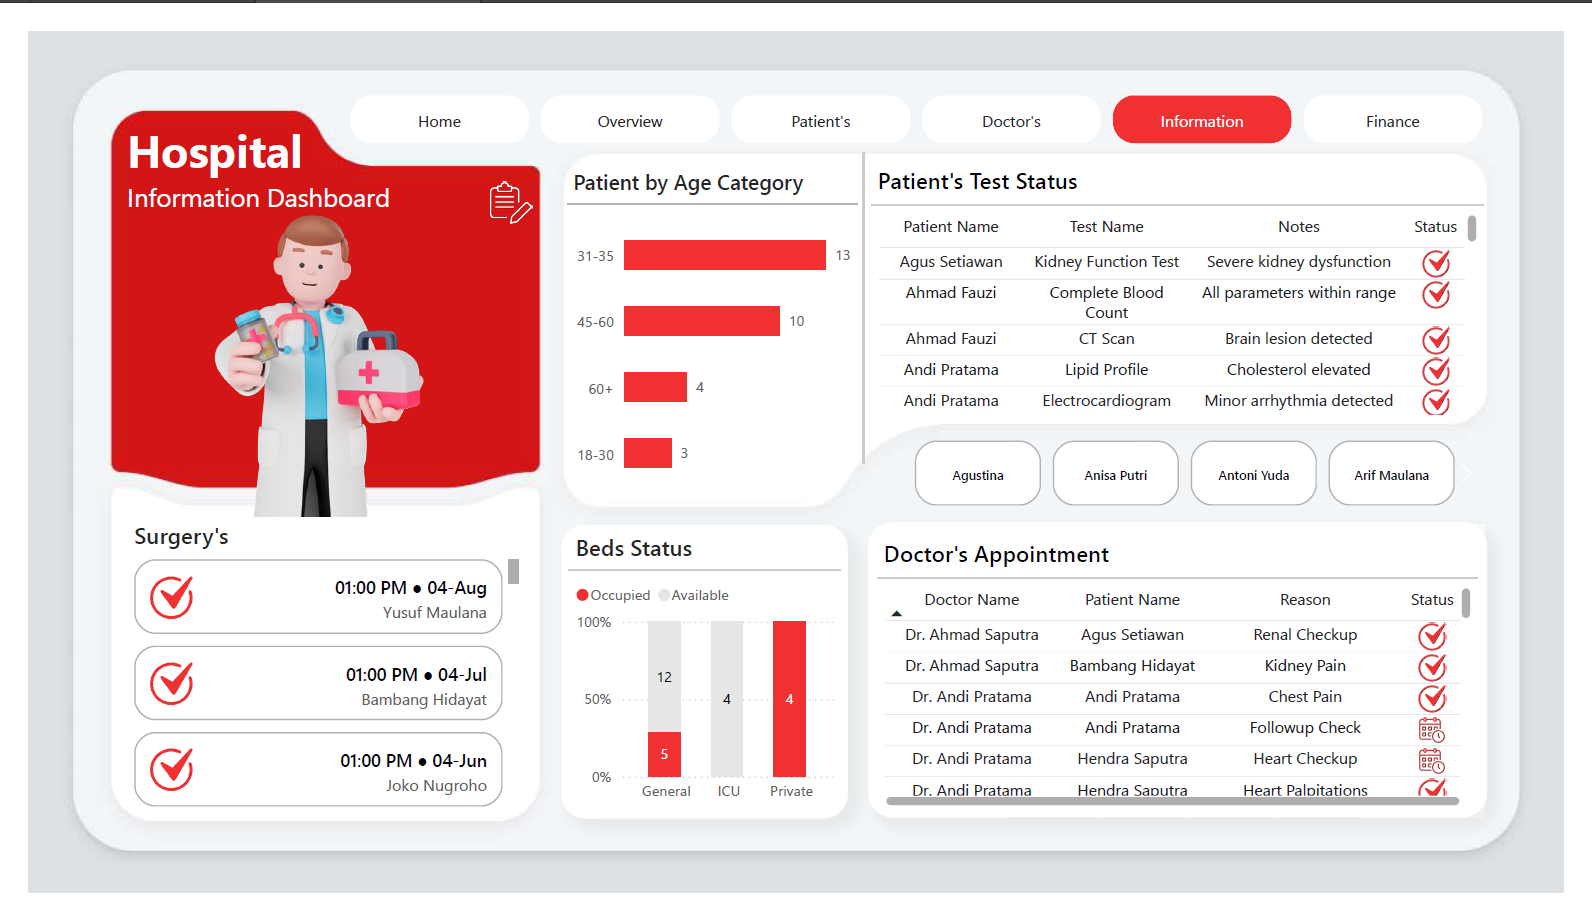 Home
Overview
Patient's
Doctor's
Information
Finance
Hospital
Information Dashboard
Patient by Age Category
31-35
13
45-60
10
60+
4
18-30
3
Patient's Test Status
Patient Name Test Name Notes Status
Agus Setiawan Kidney Function Test Severe kidney dysfunction
Ahmad Fauzi Complete Blood All parameters within range
Count
Ahmad Fauzi CT Scan Brain lesion detected
Andi Pratama Lipid Profile Cholesterol elevated
Andi Pratama Electrocardiogram Minor arrhythmia detected
Agustina
Anisa Putri
Antoni Yuda
Arif Maulana
Surgery's
01:00 PM ● 04-Aug
Yusuf Maulana
01:00 PM ● 04-Jul
Bambang Hidayat
01:00 PM ● 04-Jun
Joko Nugroho
Beds Status
Occupied Available
100%
50%
0%
12
5
4
4
General ICU Private
Doctor's Appointment
Doctor Name Patient Name Reason Status
Dr. Ahmad Saputra Agus Setiawan Renal Checkup
Dr. Ahmad Saputra Bambang Hidayat Kidney Pain
Dr. Andi Pratama Andi Pratama Chest Pain
Dr. Andi Pratama Andi Pratama Followup Check
Dr. Andi Pratama Hendra Saputra Heart Checkup
Dr. Andi Pratama Hendra Saputra Heart Palpitations